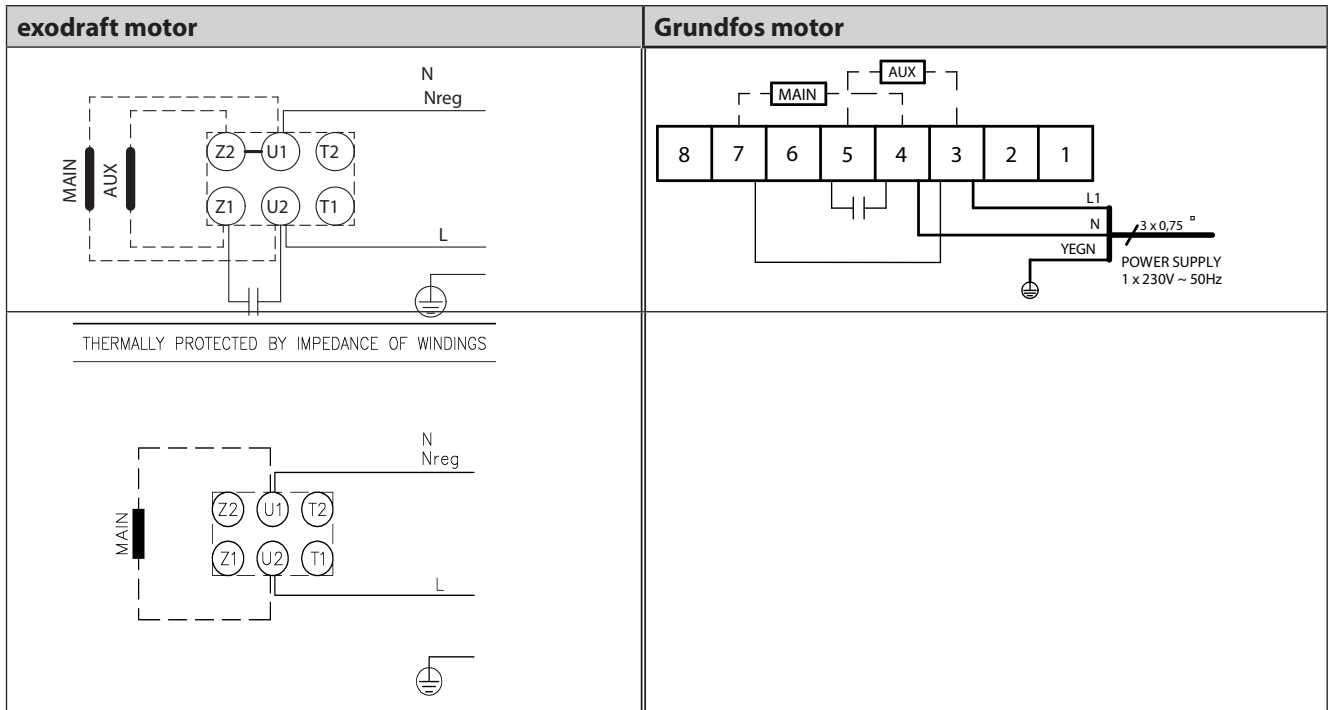 exodraft motor
Grundfos motor
N
Nreg
Z2 U1 T2
MAIN
AUX
Z1 U2 T1
L
AUX
MAIN
8 7 6 5 4 3 2 1
L1
N
3 x 0,75
YEGN
POWER SUPPLY
1 x 230V ~ 50Hz
THERMALLY PROTECTED BY IMPEDANCE OF WINDINGS
N
Nreg
Z2 U1 T2
MAIN
Z1 U2 T1
L